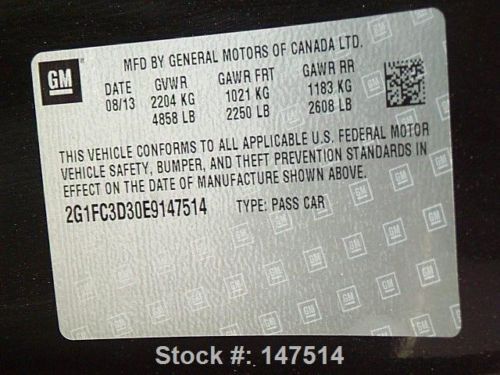 GM
MFD BY GENERAL MOTORS OF CANADA LTD.
DATE GVWR GAWR FRT GAWR RR
08/13 2204 KG 1021 KG 1183 KG
4858 LB 2250 LB 2608 LB
THIS VEHICLE CONFORMS TO ALL APPLICABLE U.S. FEDERAL MOTOR
VEHICLE SAFETY, BUMPER, AND THEFT PREVENTION STANDARDS IN
EFFECT ON THE DATE OF MANUFACTURE SHOWN ABOVE.
2G1FC3D30E9147514 TYPE: PASS CAR
Stock #: 147514